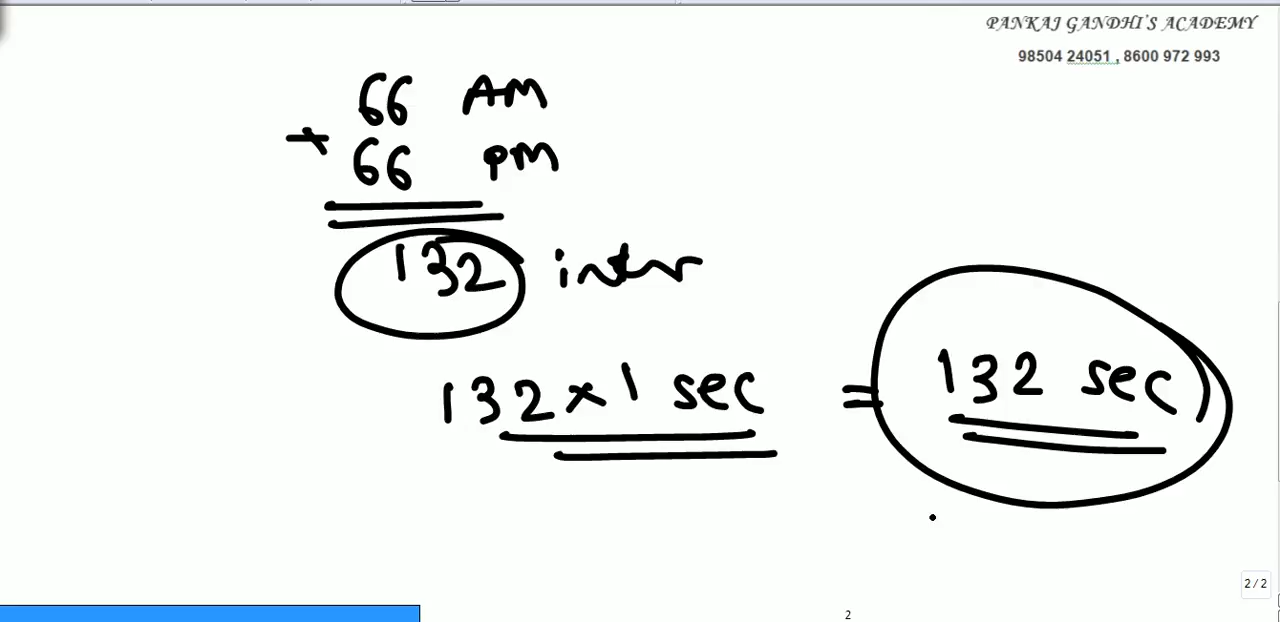 PANKAJ GANDHI'S ACADEMY
98504 24051 , 8600 972 993
66 AM
+ 66 PM
132 inter
132 × 1 sec = 132 sec
2 / 2
2